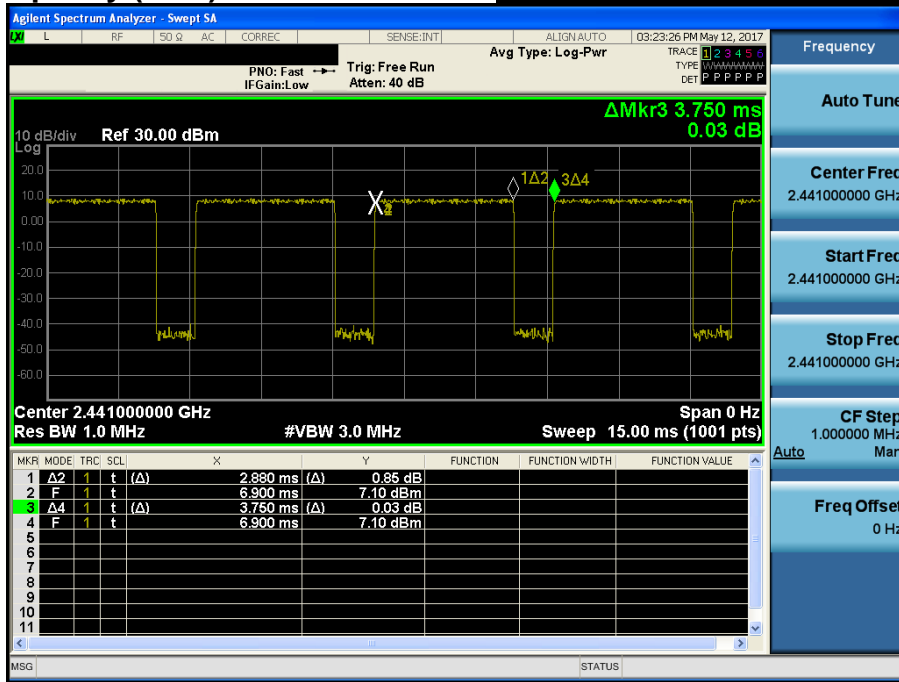 Agilent Spectrum Analyzer - Swept SA
LXI L RF 50 Ω AC CORREC SENSE:INT ALIGN AUTO 03:23:26 PM May 12, 2017
Avg Type: Log-Pwr TRACE 1 2 3 4 5 6
PNO: Fast Trig: Free Run TYPE
IFGain:Low Atten: 40 dB DET P P P P P P
ΔMkr3 3.750 ms
10 dB/div Ref 30.00 dBm 0.03 dB
Log
20.0
10.0
0.00
-10.0
-20.0
-30.0
-40.0
-50.0
-60.0
1Δ2 3Δ4
Center 2.441000000 GHz Span 0 Hz
Res BW 1.0 MHz #VBW 3.0 MHz Sweep 15.00 ms (1001 pts)
MKR MODE TRC SCL X Y FUNCTION FUNCTION WIDTH FUNCTION VALUE
1 Δ2 1 t (Δ) 2.880 ms (Δ) 0.85 dB
2 F 1 t 6.900 ms 7.10 dBm
3 Δ4 1 t (Δ) 3.750 ms (Δ) 0.03 dB
4 F 1 t 6.900 ms 7.10 dBm
5
6
7
8
9
10
11
MSG STATUS
Frequency
Auto Tune
Center Freq
2.441000000 GHz
Start Freq
2.441000000 GHz
Stop Freq
2.441000000 GHz
CF Step
1.000000 MHz
Auto Man
Freq Offset
0 Hz